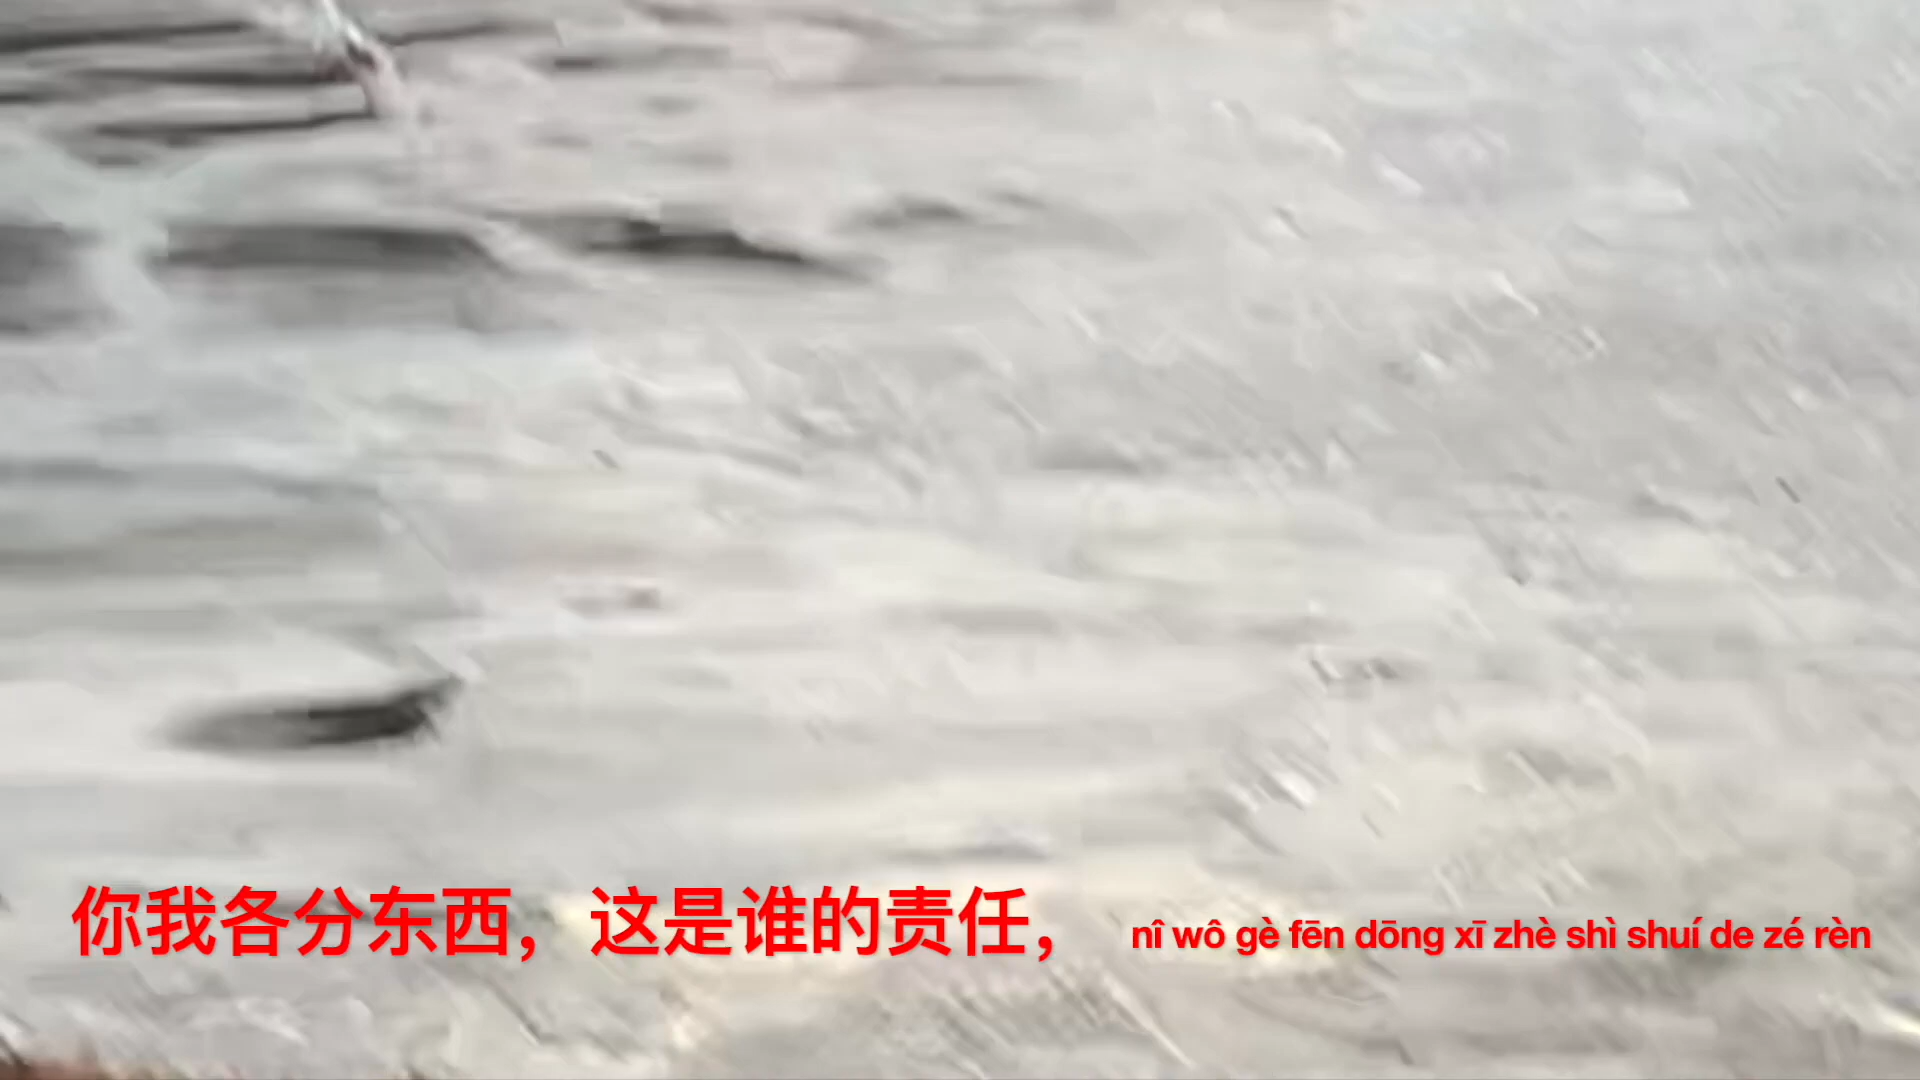 你我各分东西，这是谁的责任， nî wô gè fēn dōng xī zhè shì shuí de zé rèn